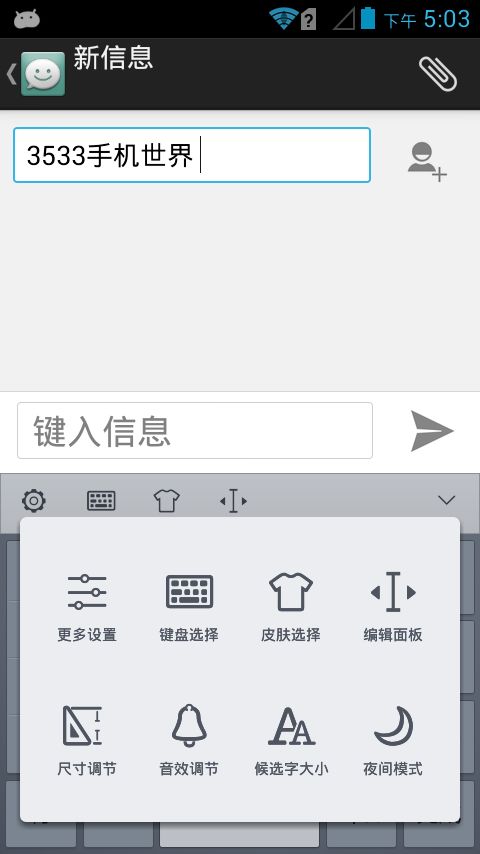 下午 5:03
新信息
3533手机世界
键入信息
更多设置 键盘选择 皮肤选择 编辑面板
尺寸调节 音效调节 候选字大小 夜间模式